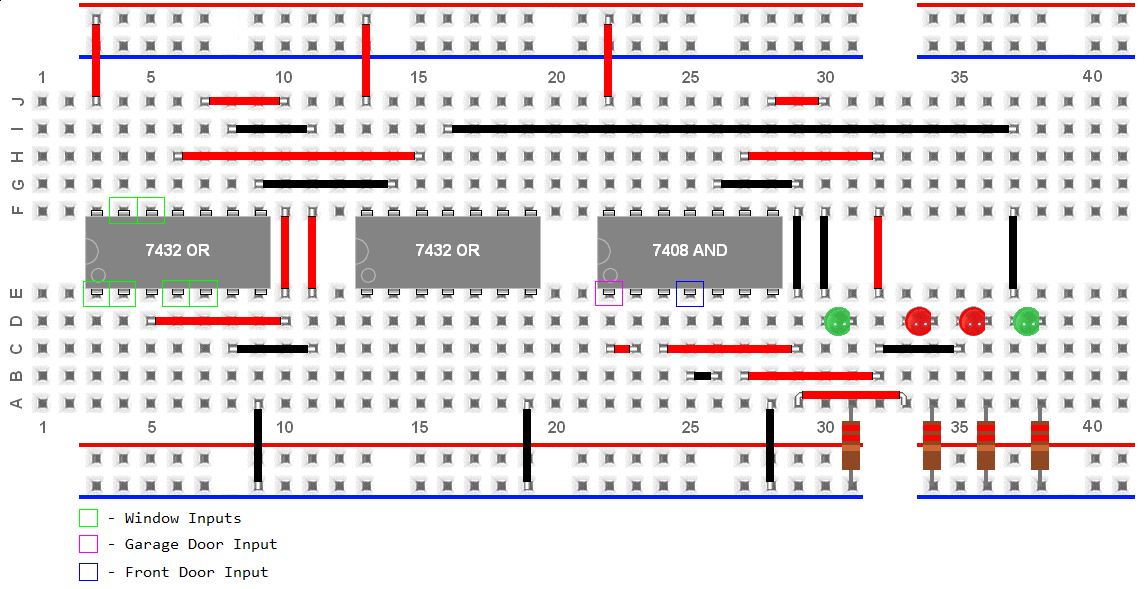 1 5 10 15 20 25 30 35 40
J
I
H
G
F
7432 OR 7432 OR 7408 AND
E
D
C
B
A
1 5 10 15 20 25 30 35 40
- Window Inputs
- Garage Door Input
- Front Door Input